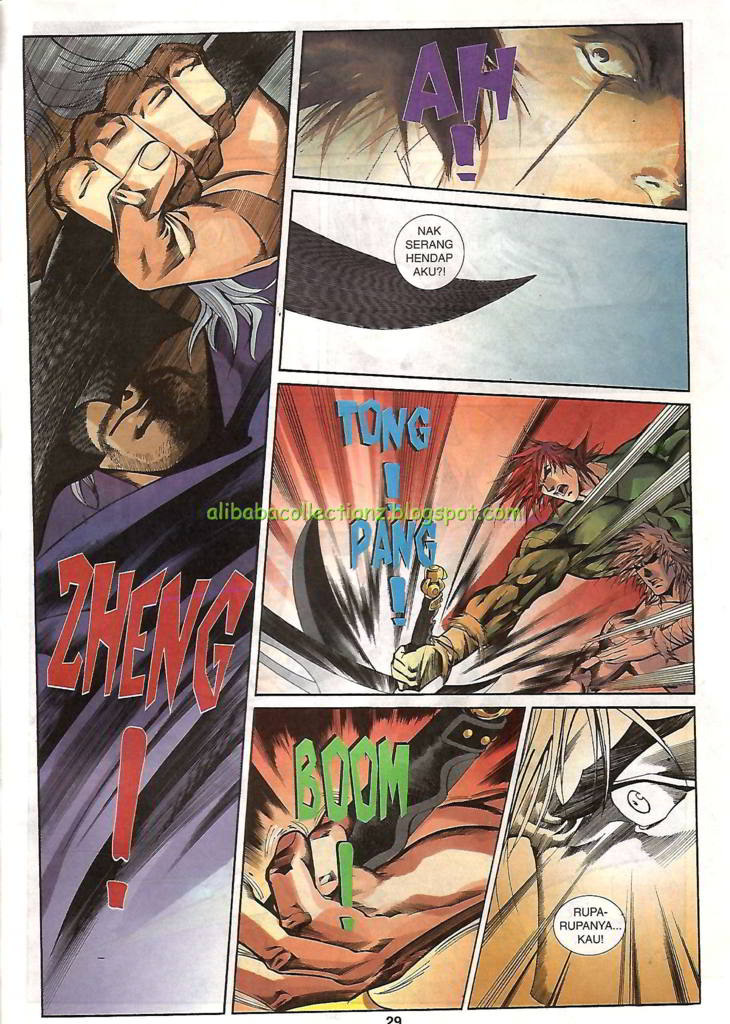 ZHENG
!
AH
!
NAK
SERANG
HENDAP
AKU?!
TONG
!
PANG
!
alibabacollectionz.blogspot.com
BOOM
!
RUPA-
RUPANYA...
KAU!
29